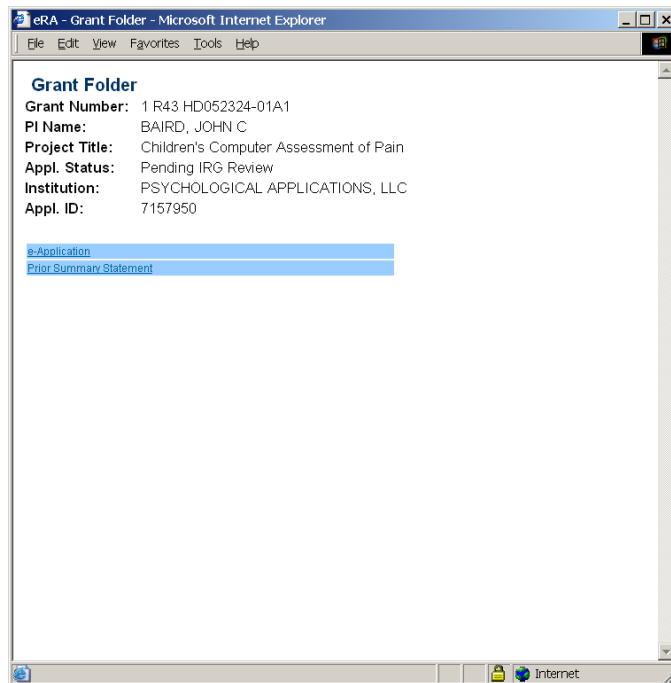 eRA - Grant Folder - Microsoft Internet Explorer
File Edit View Favorites Tools Help
Grant Folder
Grant Number: 1 R43 HD052324-01A1
PI Name: BAIRD, JOHN C
Project Title: Children's Computer Assessment of Pain
Appl. Status: Pending IRG Review
Institution: PSYCHOLOGICAL APPLICATIONS, LLC
Appl. ID: 7157950
e-Application
Prior Summary Statement
Internet